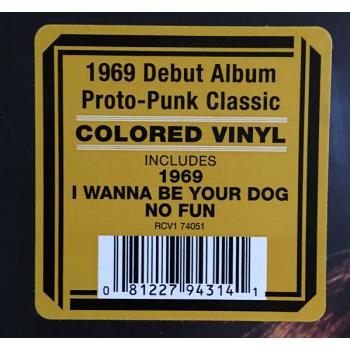 1969 Debut Album
Proto-Punk Classic
COLORED VINYL
INCLUDES
1969
I WANNA BE YOUR DOG
NO FUN
RCV1 74051
0 81227 94314 1